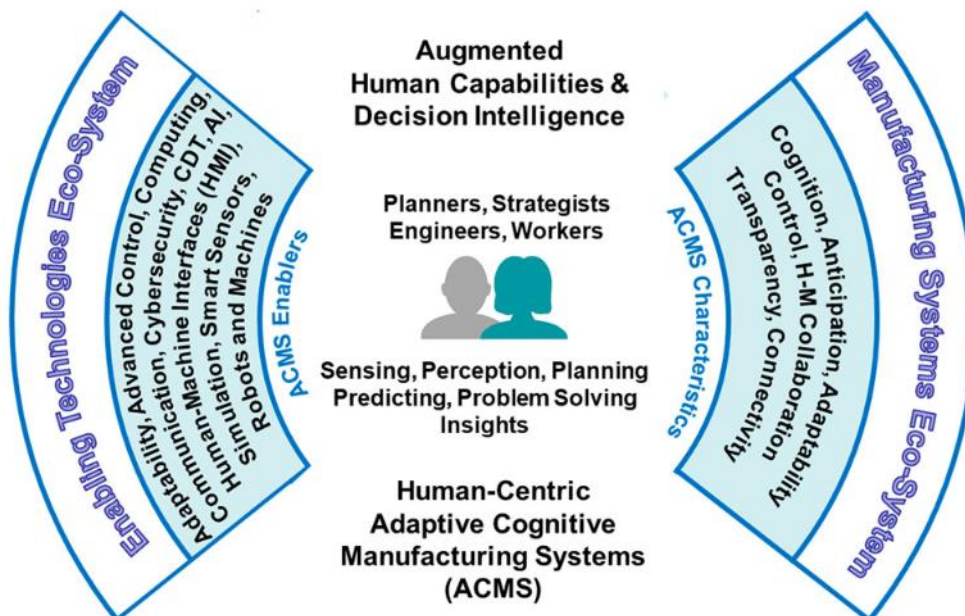 Enabling Technologies Eco-System
Adaptability, Advanced Control, Computing,
Communication, Cybersecurity, CDT, AI,
Human-Machine Interfaces (HMI),
Simulation, Smart Sensors,
Robots and Machines
ACMS Enablers
Augmented
Human Capabilities &
Decision Intelligence
Planners, Strategists
Engineers, Workers
Sensing, Perception, Planning
Predicting, Problem Solving
Insights
Human-Centric
Adaptive Cognitive
Manufacturing Systems
(ACMS)
ACMS Characteristics
Cognition, Anticipation, Adaptability
Control, H-M Collaboration
Transparency, Connectivity
Manufacturing Systems Eco-System